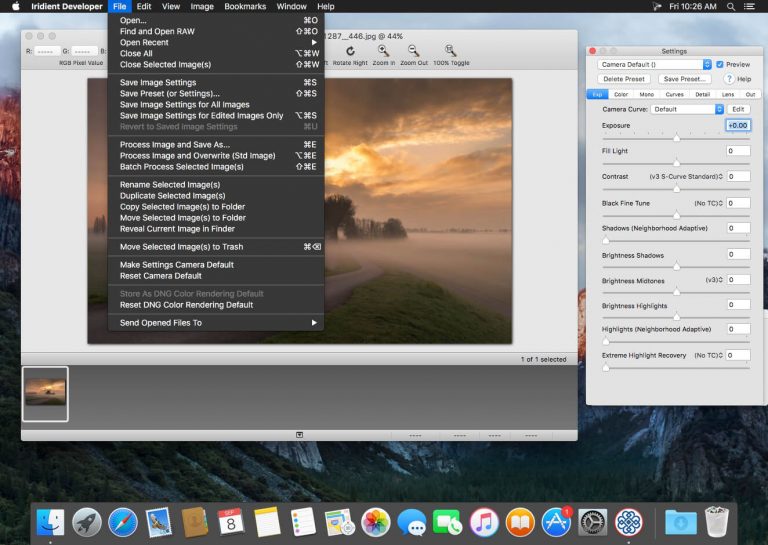 Iridient Developer File Edit View Image Bookmarks Window Help Fri 10:26 AM
Open... ⌘O
Find and Open RAW ⇧⌘O
Open Recent
Close All ⌥⌘W
Close Selected Image(s) ⇧⌘W
Save Image Settings ⌘S
Save Preset (or Settings)... ⇧⌘S
Save Image Settings for All Images
Save Image Settings for Edited Images Only ⌥⌘S
Revert to Saved Image Settings ⌘U
Process Image and Save As... ⌘E
Process Image and Overwrite (Std Image) ⌥⌘E
Batch Process Selected Image(s) ⇧⌘E
Rename Selected Image(s)
Duplicate Selected Image(s)
Copy Selected Image(s) to Folder
Move Selected Image(s) to Folder
Reveal Current Image in Finder
Move Selected Image(s) to Trash ⌘⌫
Make Settings Camera Default
Reset Camera Default
Store As DNG Color Rendering Default
Reset DNG Color Rendering Default
Send Opened Files To
1287__446.jpg @ 44%
R: ----- G: ----- B:
RGB Pixel Value Rotate Right Zoom In Zoom Out 100% Toggle
100%
1 of 1 selected
---- ---- ---- ----
Settings
Camera Default () Preview
Delete Preset Save Preset... ? Help
Exp Color Mono Curves Detail Lens Out
Camera Curve: Default Edit
Exposure +0.00
Fill Light 0
Contrast (v3 S-Curve Standard) 0
Black Fine Tune (No TC) 0
Shadows (Neighborhood Adaptive) 0
Brightness Shadows 0
Brightness Midtones (v3) 0
Brightness Highlights 0
Highlights (Neighborhood Adaptive) 0
Extreme Highlight Recovery (No TC) 0
SEP
8
1